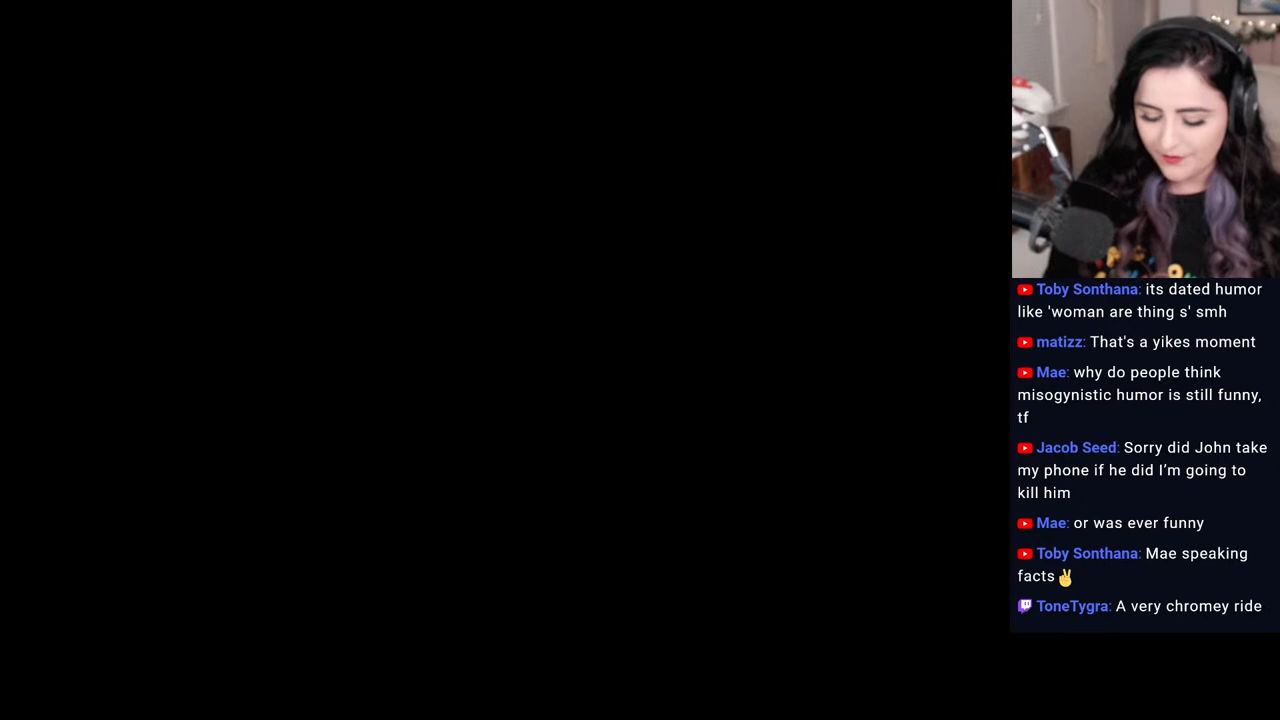 Toby Sonthana: its dated humor
like 'woman are thing s' smh
matizz: That's a yikes moment
Mae: why do people think
misogynistic humor is still funny,
tf
Jacob Seed: Sorry did John take
my phone if he did I’m going to
kill him
Mae: or was ever funny
Toby Sonthana: Mae speaking
facts✌️
ToneTygra: A very chromey ride